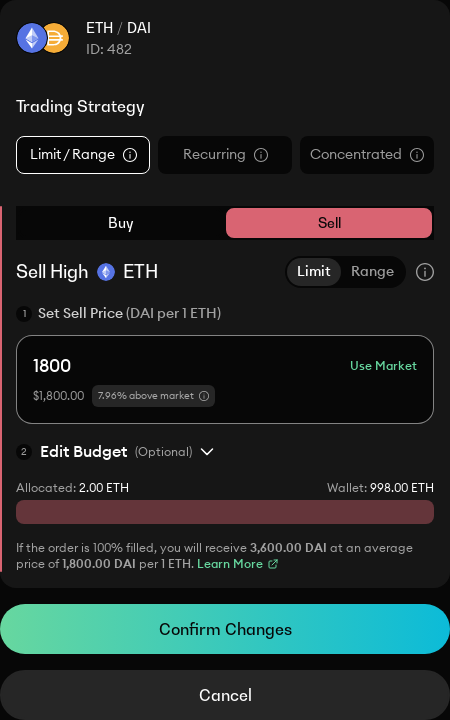 ETH / DAI
ID: 482
Trading Strategy
Limit / Range Recurring Concentrated
Buy Sell
Sell High ETH Limit Range
1 Set Sell Price (DAI per 1 ETH)
1800 Use Market
$1,800.00 7.96% above market
2 Edit Budget (Optional)
Allocated: 2.00 ETH Wallet: 998.00 ETH
If the order is 100% filled, you will receive 3,600.00 DAI at an average
price of 1,800.00 DAI per 1 ETH. Learn More
Confirm Changes
Cancel